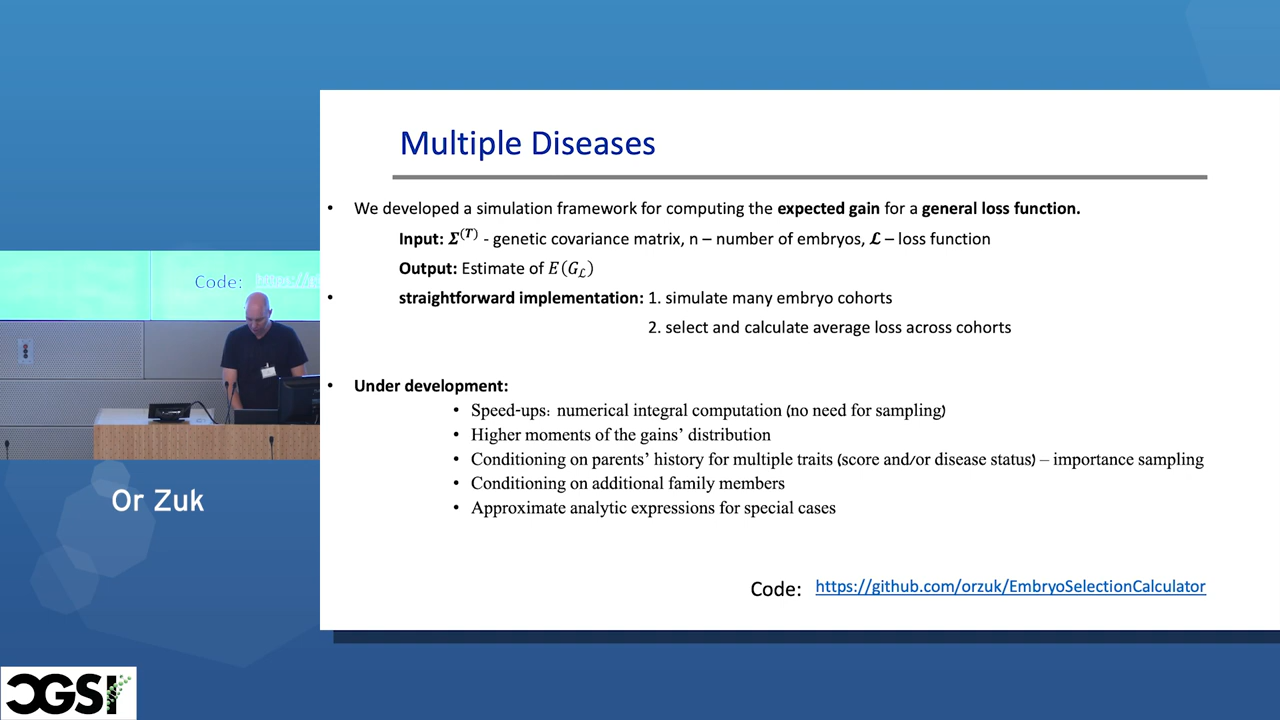 Multiple Diseases
• We developed a simulation framework for computing the expected gain for a general loss function.
Input: Σ^(T) - genetic covariance matrix, n – number of embryos, ℒ – loss function
Output: Estimate of E(G_ℒ)
• straightforward implementation: 1. simulate many embryo cohorts
2. select and calculate average loss across cohorts
• Under development:
• Speed-ups: numerical integral computation (no need for sampling)
• Higher moments of the gains' distribution
• Conditioning on parents' history for multiple traits (score and/or disease status) – importance sampling
• Conditioning on additional family members
• Approximate analytic expressions for special cases
Code: https://github.com/orzuk/EmbryoSelectionCalculator
Code:
Or Zuk
CGSI